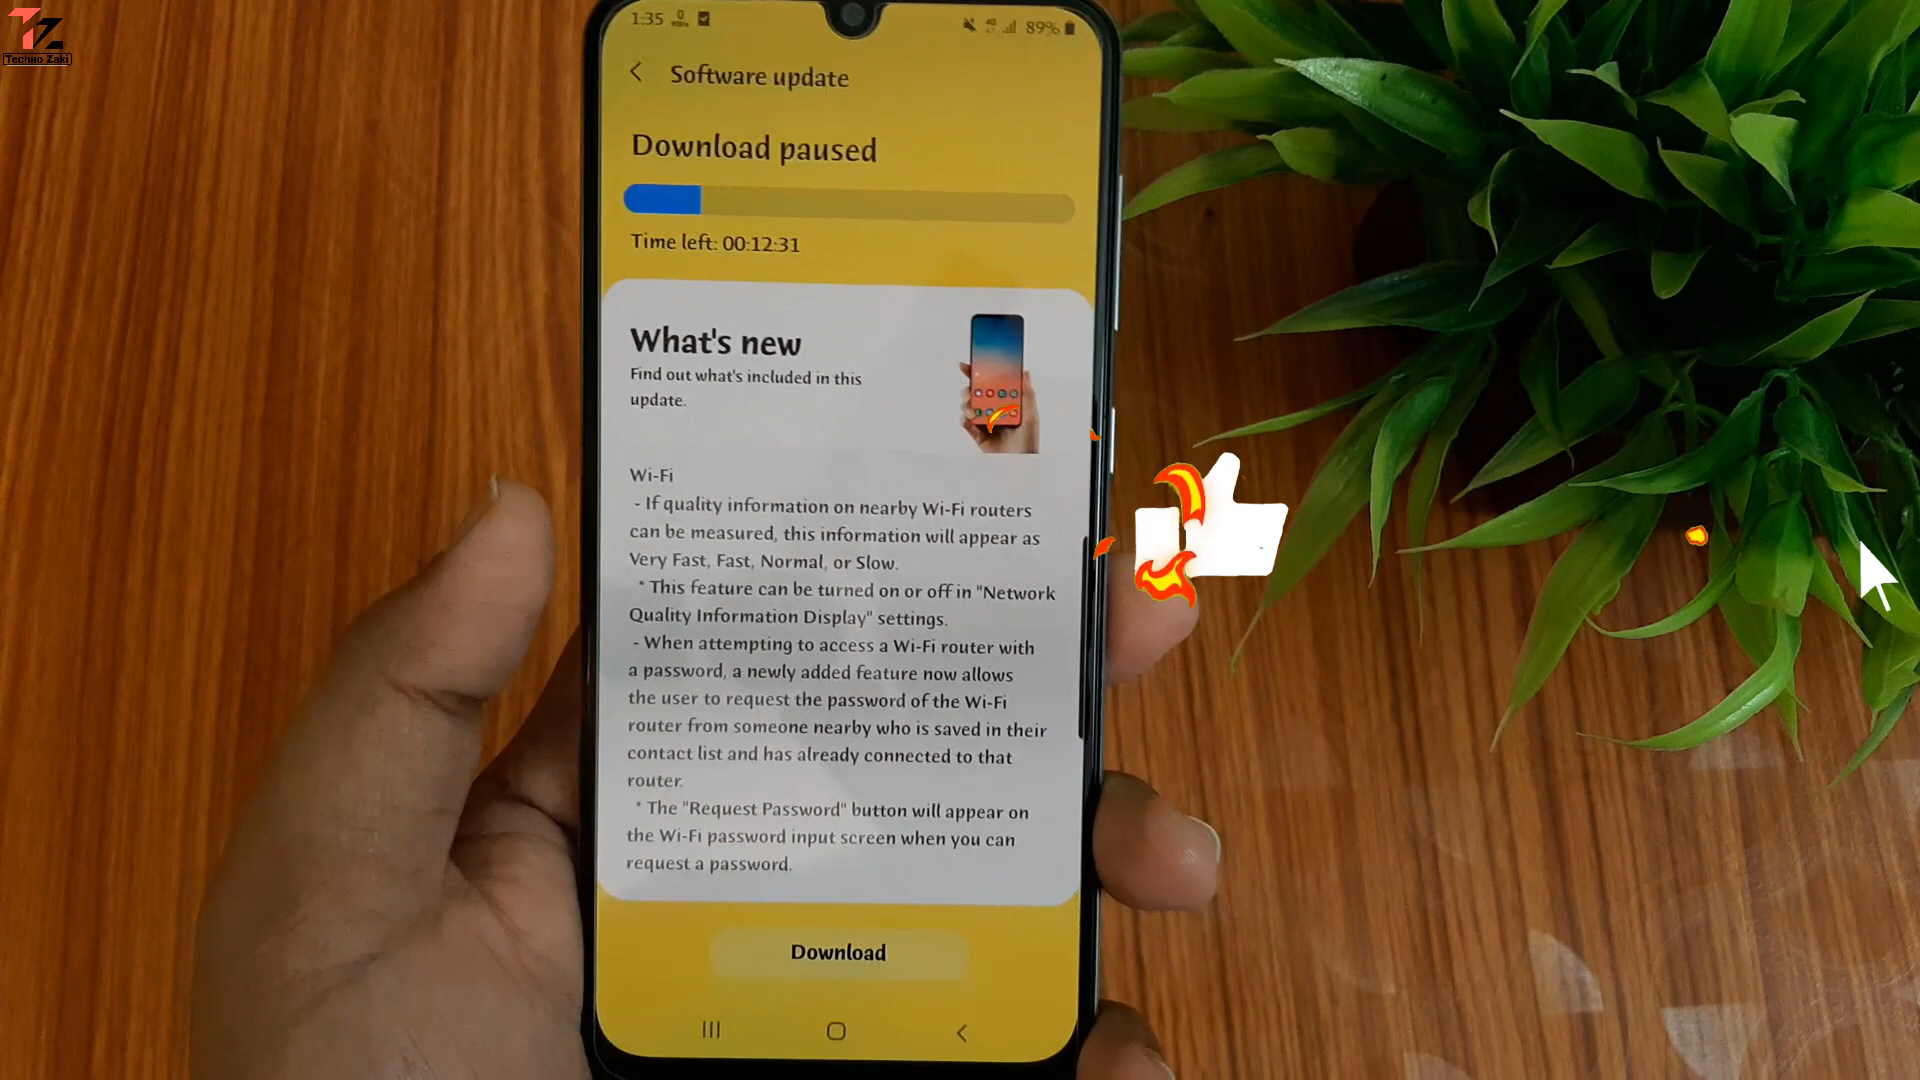 TZ
Techno Zaki
1:35
89%
Software update
Download paused
Time left: 00:12:31
What's new
Find out what's included in this
update.
Wi-Fi
- If quality information on nearby Wi-Fi routers
can be measured, this information will appear as
Very Fast, Fast, Normal, or Slow.
* This feature can be turned on or off in "Network
Quality Information Display" settings.
- When attempting to access a Wi-Fi router with
a password, a newly added feature now allows
the user to request the password of the Wi-Fi
router from someone nearby who is saved in their
contact list and has already connected to that
router.
* The "Request Password" button will appear on
the Wi-Fi password input screen when you can
request a password.
Download